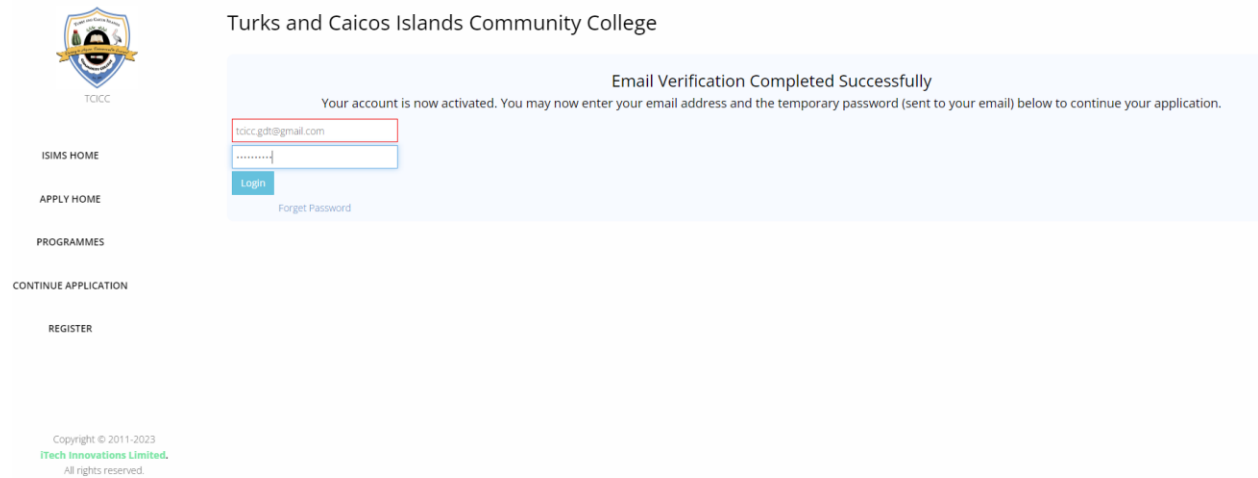 Turks and Caicos Islands Community College
TCICC
ISIMS HOME
APPLY HOME
PROGRAMMES
CONTINUE APPLICATION
REGISTER
Copyright © 2011-2023
iTech Innovations Limited.
All rights reserved.
Email Verification Completed Successfully
Your account is now activated. You may now enter your email address and the temporary password (sent to your email) below to continue your application.
tcicc.gdt@gmail.com
··········
Login
Forget Password